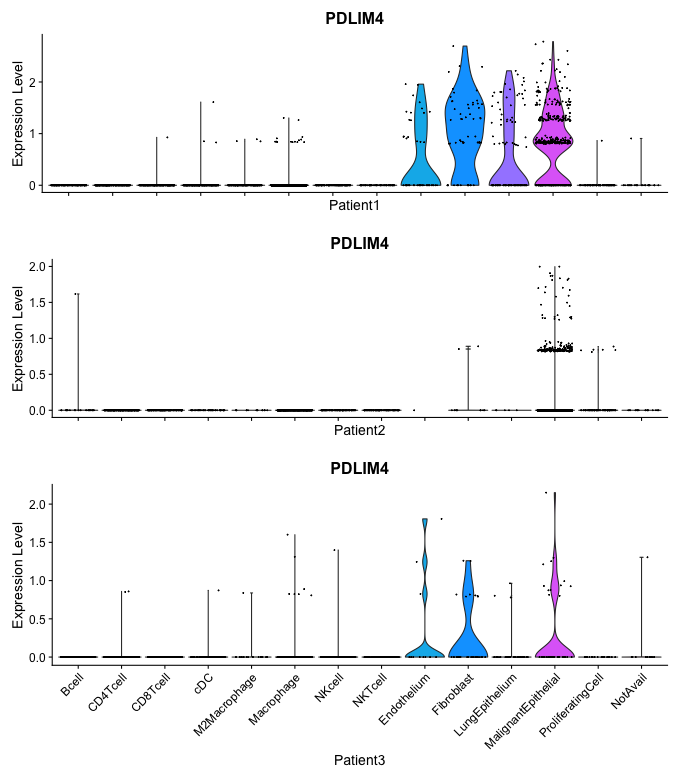 PDLIM4
Expression Level
2
1
0
Patient1
PDLIM4
Expression Level
2.0
1.5
1.0
0.5
0.0
Patient2
PDLIM4
Expression Level
2.0
1.5
1.0
0.5
0.0
Bcell
CD4Tcell
CD8Tcell
cDC
M2Macrophage
Macrophage
NKcell
NKTcell
Endothelium
Fibroblast
LungEpithelium
MalignantEpithelial
ProliferatingCell
NotAvail
Patient3